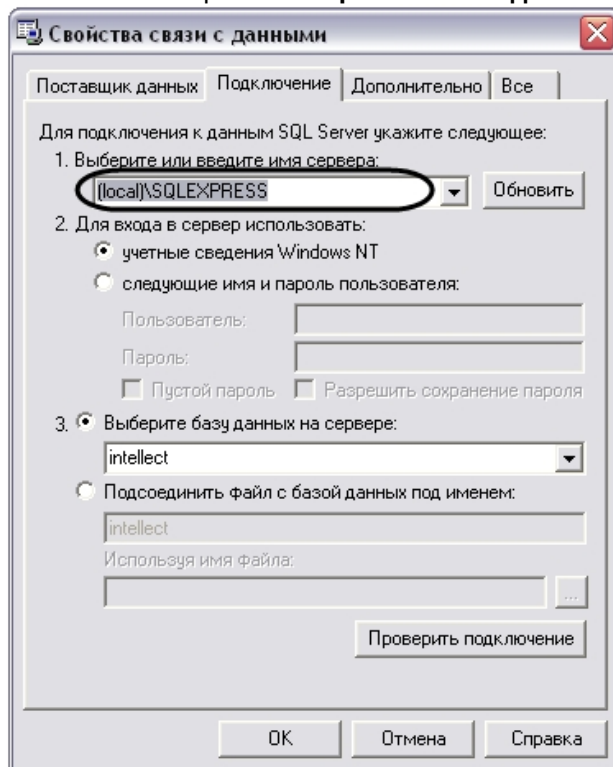 Свойства связи с данными
Поставщик данных Подключение Дополнительно Все
Для подключения к данным SQL Server укажите следующее:
1. Выберите или введите имя сервера:
(local)\SQLEXPRESS Обновить
2. Для входа в сервер использовать:
учетные сведения Windows NT
следующие имя и пароль пользователя:
Пользователь:
Пароль:
Пустой пароль Разрешить сохранение пароля
3. Выберите базу данных на сервере:
intellect
Подсоединить файл с базой данных под именем:
intellect
Используя имя файла:
...
Проверить подключение
OK Отмена Справка